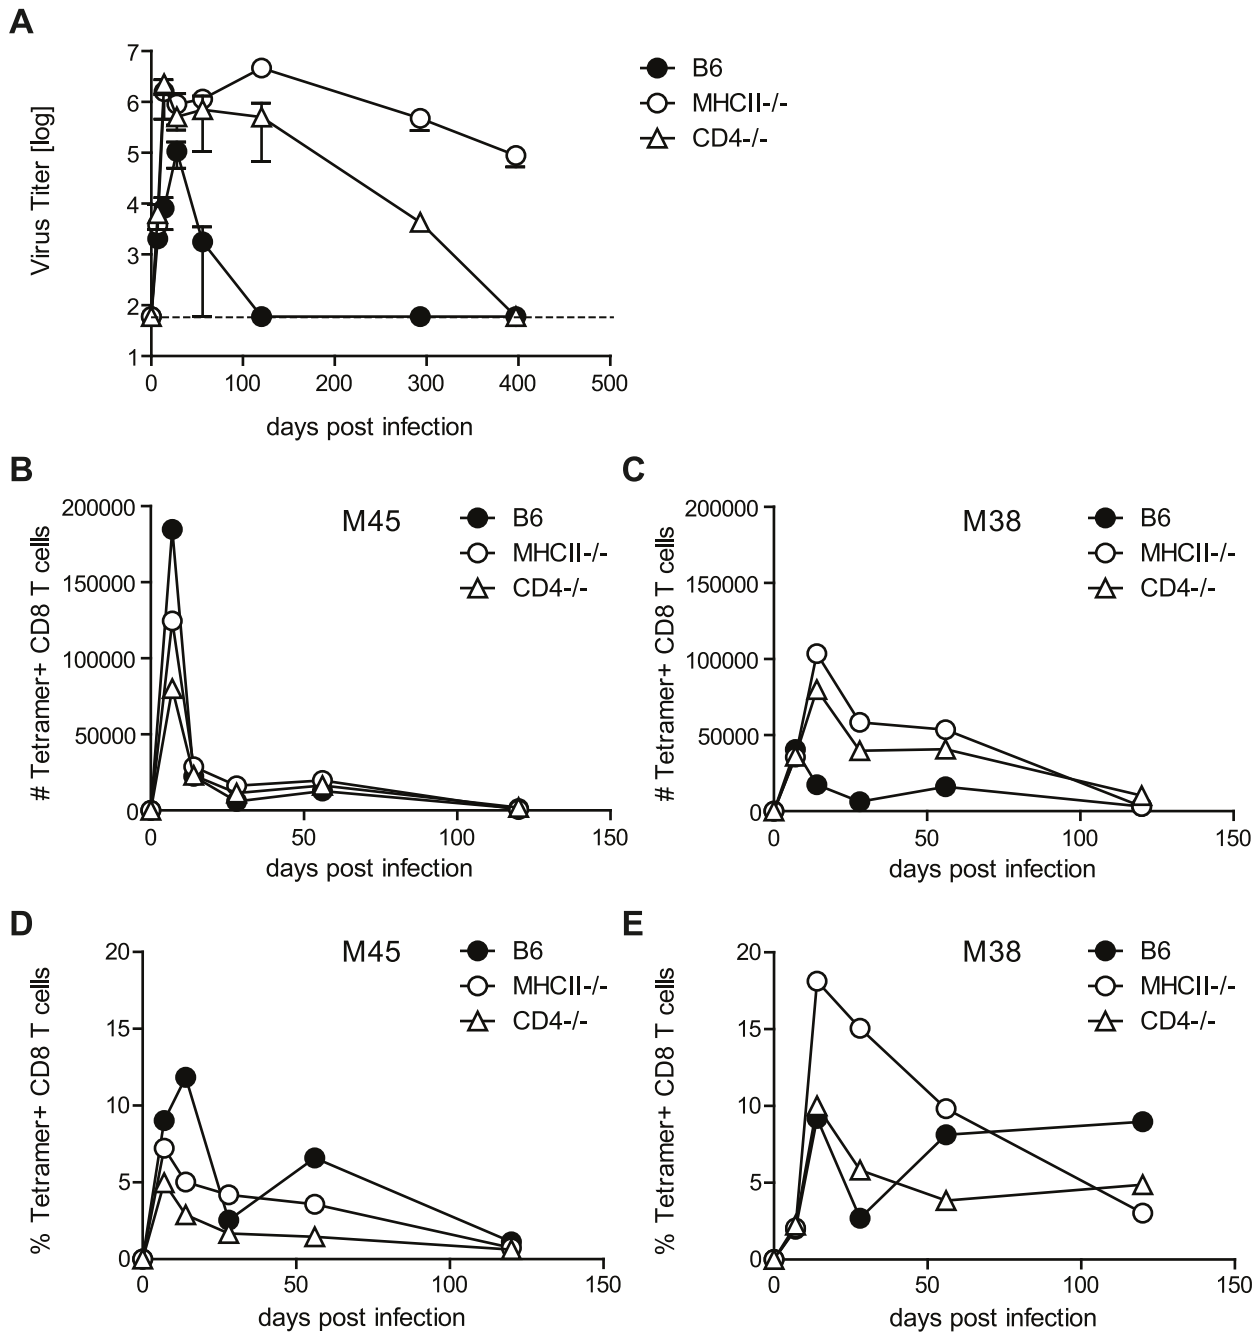 A
Virus Titer [log]
7
6
5
4
3
2
1
0 100 200 300 400 500
days post infection
B6
MHCII-/-
CD4-/-
B
M45
# Tetramer+ CD8 T cells
200000
150000
100000
50000
0
0 50 100 150
days post infection
B6
MHCII-/-
CD4-/-
C
M38
# Tetramer+ CD8 T cells
200000
150000
100000
50000
0
0 50 100 150
days post infection
B6
MHCII-/-
CD4-/-
D
M45
% Tetramer+ CD8 T cells
20
15
10
5
0
0 50 100 150
days post infection
B6
MHCII-/-
CD4-/-
E
M38
% Tetramer+ CD8 T cells
20
15
10
5
0
0 50 100 150
days post infection
B6
MHCII-/-
CD4-/-